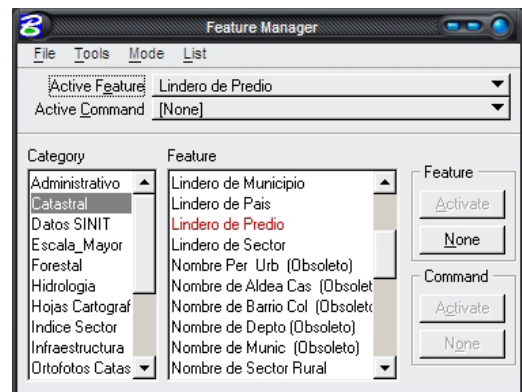 Feature Manager
File Tools Mode List
Active Feature Lindero de Predio
Active Command [None]
Category
Administrativo
Catastral
Datos SINIT
Escala_Mayor
Forestal
Hidrologia
Hojas Cartograf
Indice Sector
Infraestructura
Ortofotos Catas
Feature
Lindero de Municipio
Lindero de Pais
Lindero de Predio
Lindero de Sector
Nombre Per Urb (Obsoleto)
Nombre de Aldea Cas (Obsolet
Nombre de Barrio Col (Obsoleto
Nombre de Depto (Obsoleto)
Nombre de Munic (Obsoleto)
Nombre de Sector Rural
Feature
Activate
None
Command
Activate
None